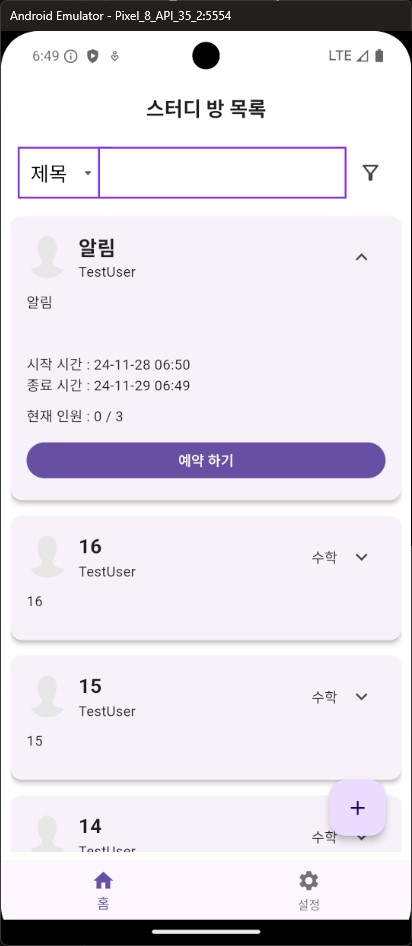 Android Emulator - Pixel_8_API_35_2:5554
6:49
LTE
스터디 방 목록
제목
알림
TestUser
알림
시작 시간 : 24-11-28 06:50
종료 시간 : 24-11-29 06:49
현재 인원 : 0 / 3
예약 하기
16
수학
TestUser
16
15
수학
TestUser
15
14
수학
TestUser
+
홈
설정